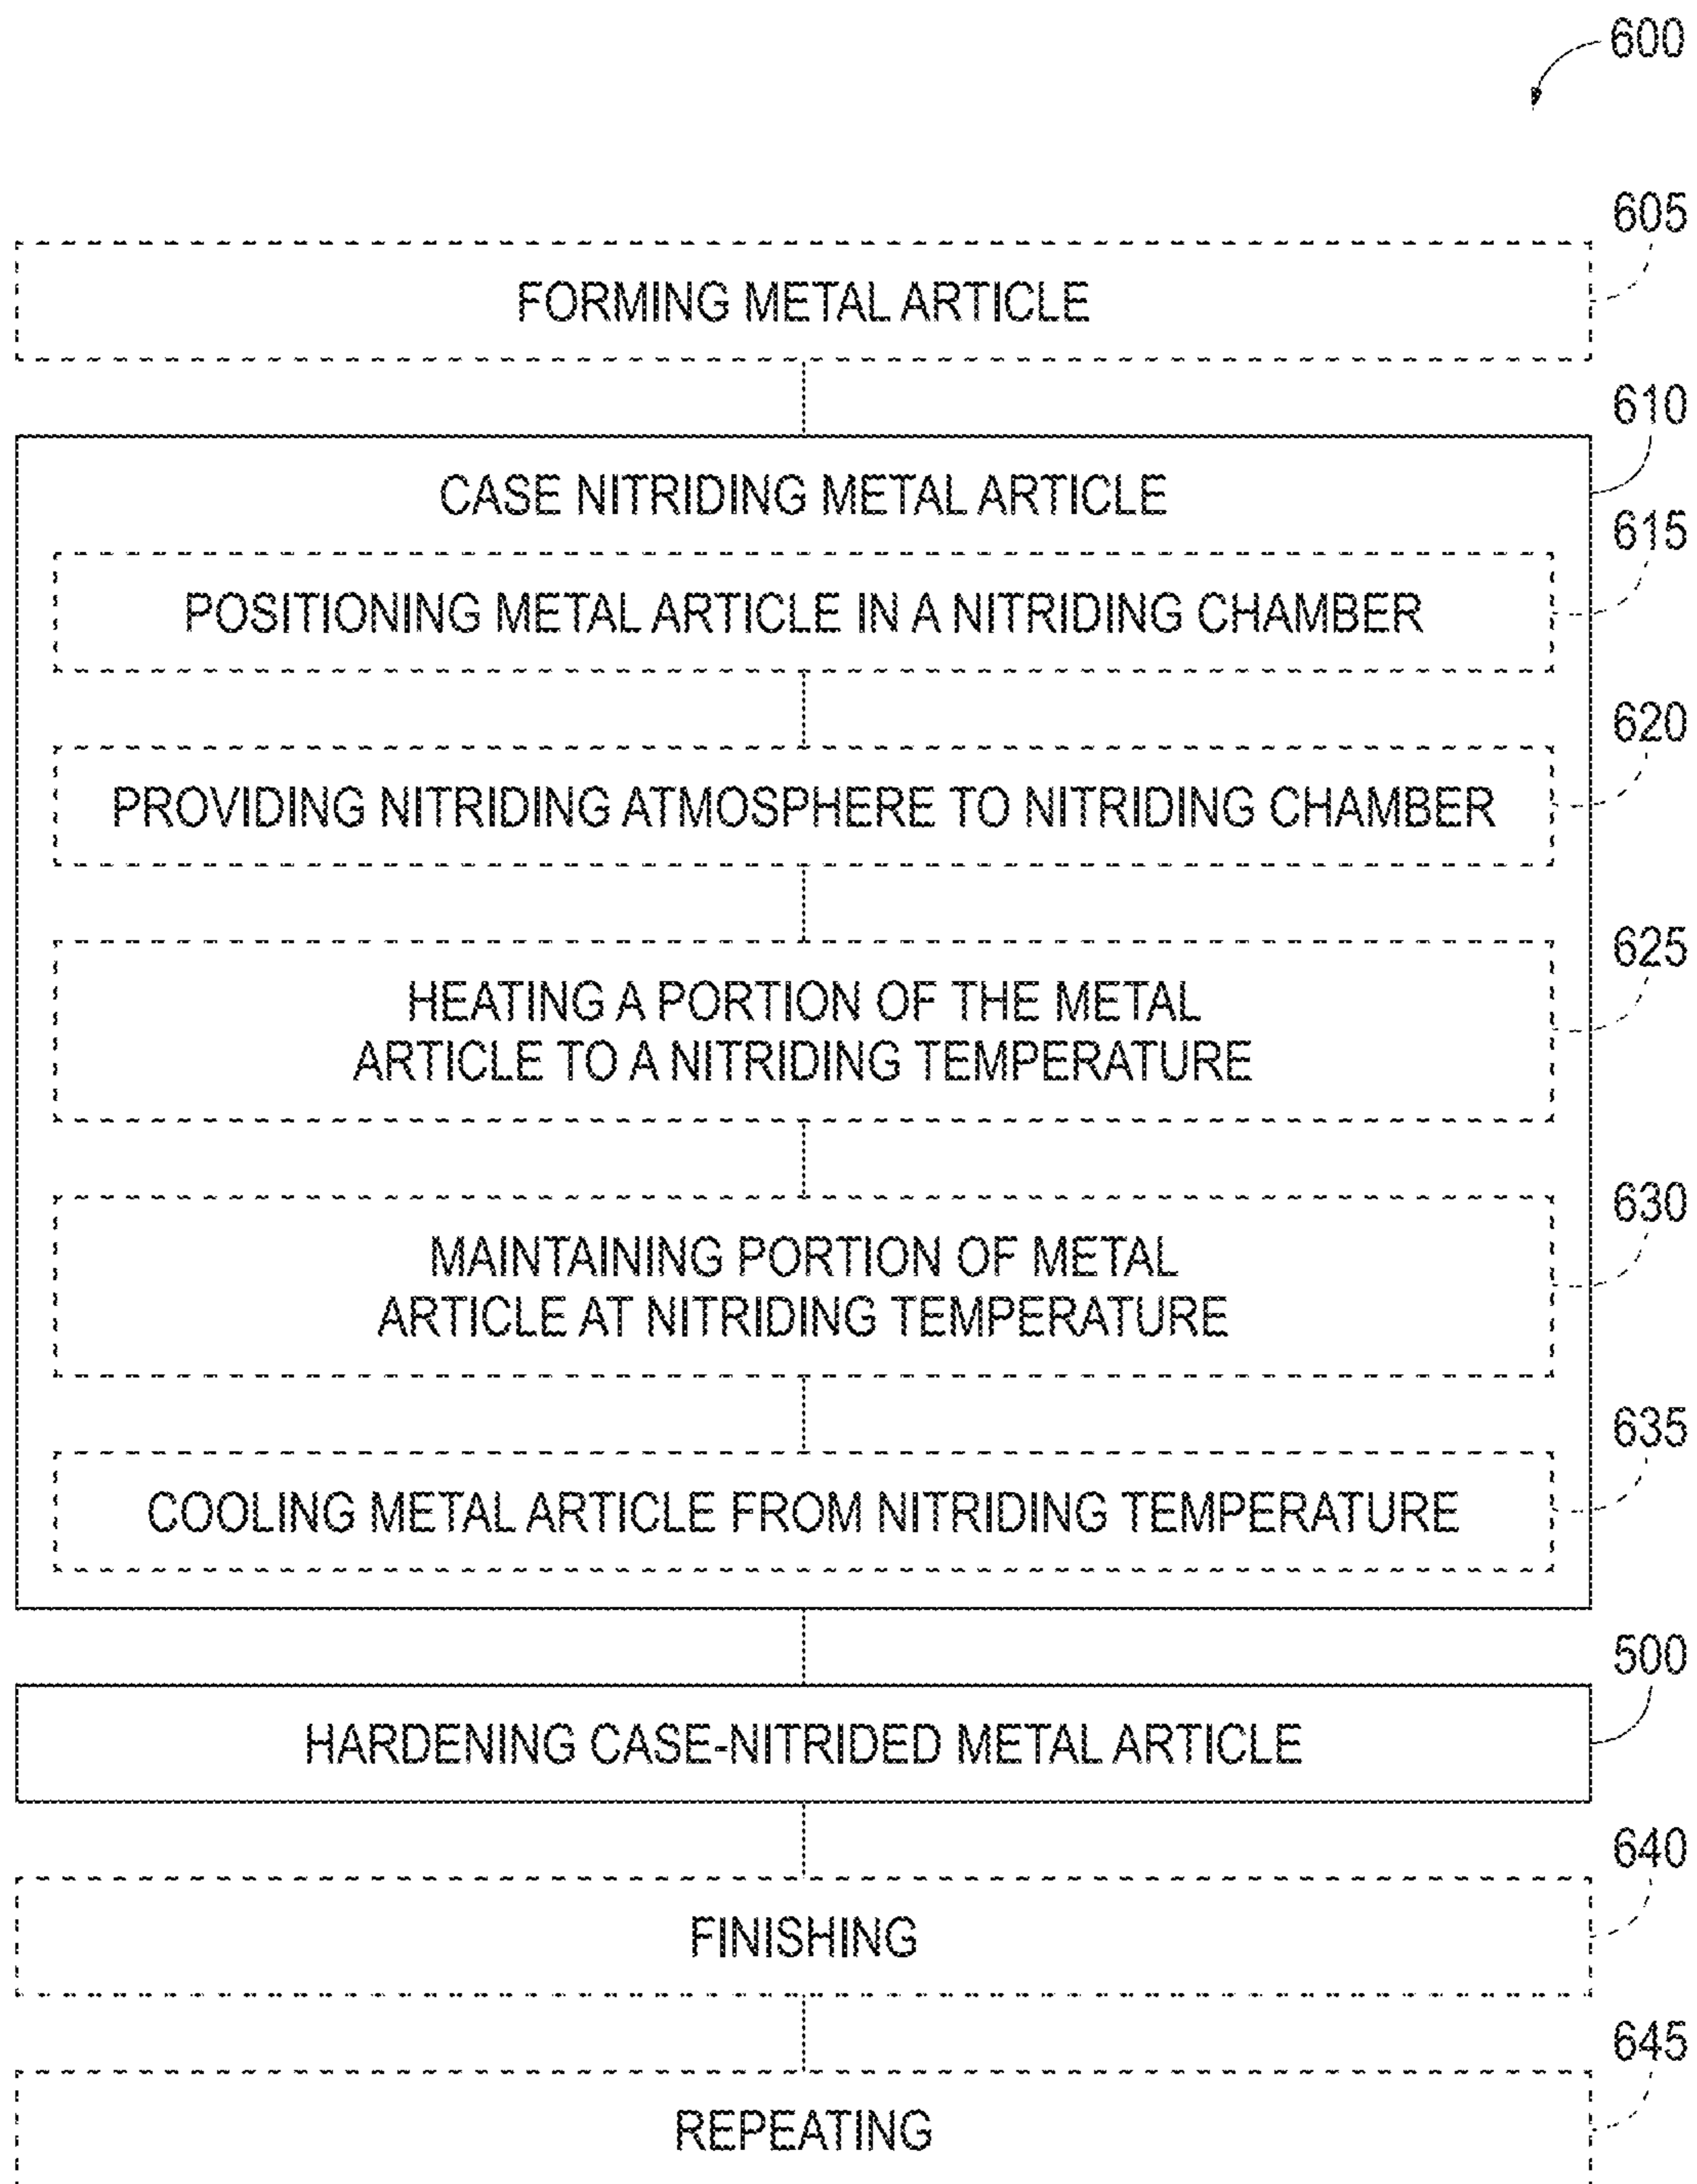 600
605
FORMING METAL ARTICLE
610
CASE NITRIDING METAL ARTICLE
615
POSITIONING METAL ARTICLE IN A NITRIDING CHAMBER
620
PROVIDING NITRIDING ATMOSPHERE TO NITRIDING CHAMBER
625
HEATING A PORTION OF THE METAL
ARTICLE TO A NITRIDING TEMPERATURE
630
MAINTAINING PORTION OF METAL
ARTICLE AT NITRIDING TEMPERATURE
635
COOLING METAL ARTICLE FROM NITRIDING TEMPERATURE
500
HARDENING CASE-NITRIDED METAL ARTICLE
640
FINISHING
645
REPEATING